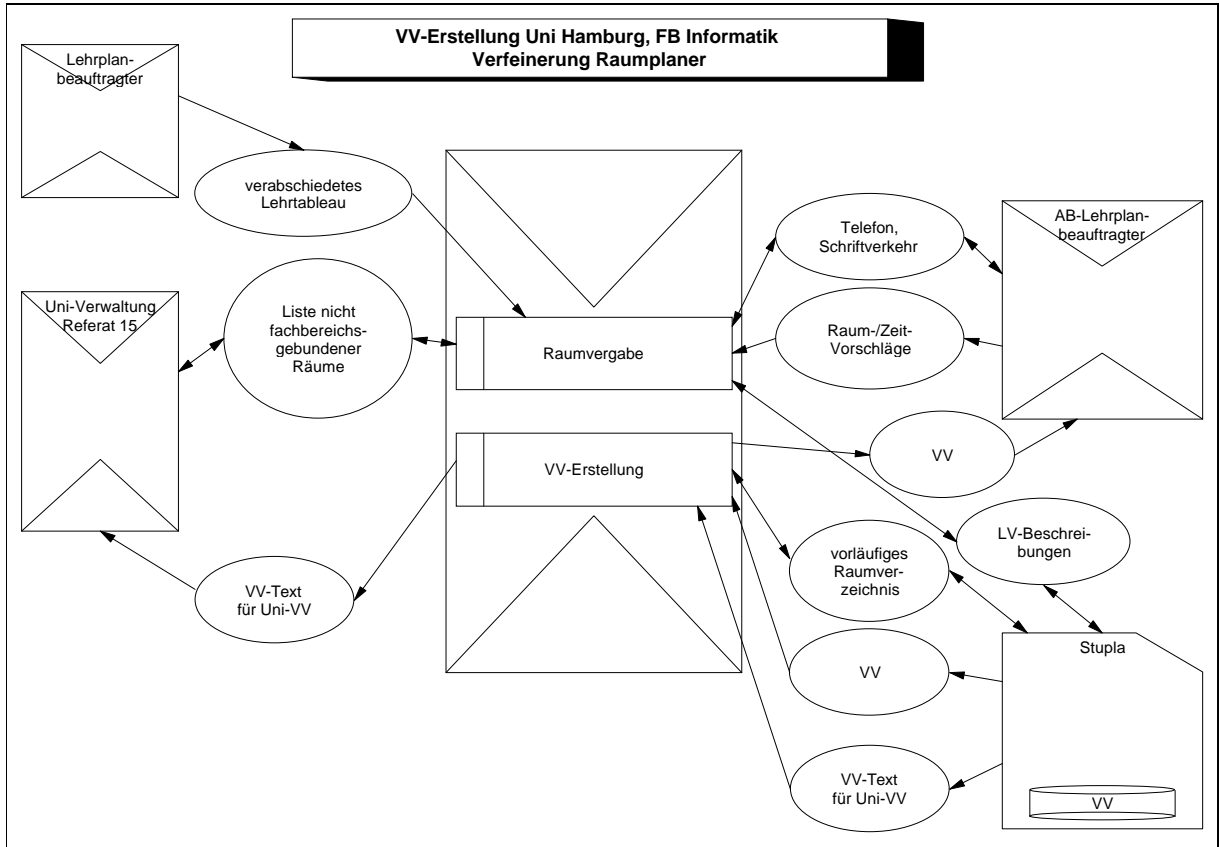 VV-Erstellung Uni Hamburg, FB Informatik
Verfeinerung Raumplaner
Lehrplan-
beauftragter
verabschiedetes
Lehrtableau
Telefon,
Schriftverkehr
AB-Lehrplan-
beauftragter
Uni-Verwaltung
Referat 15
Liste nicht
fachbereichs-
gebundener
Räume
Raumvergabe
Raum-/Zeit-
Vorschläge
VV-Erstellung
VV
LV-Beschrei-
bungen
vorläufiges
Raumver-
zeichnis
VV-Text
für Uni-VV
VV
Stupla
VV-Text
für Uni-VV
VV